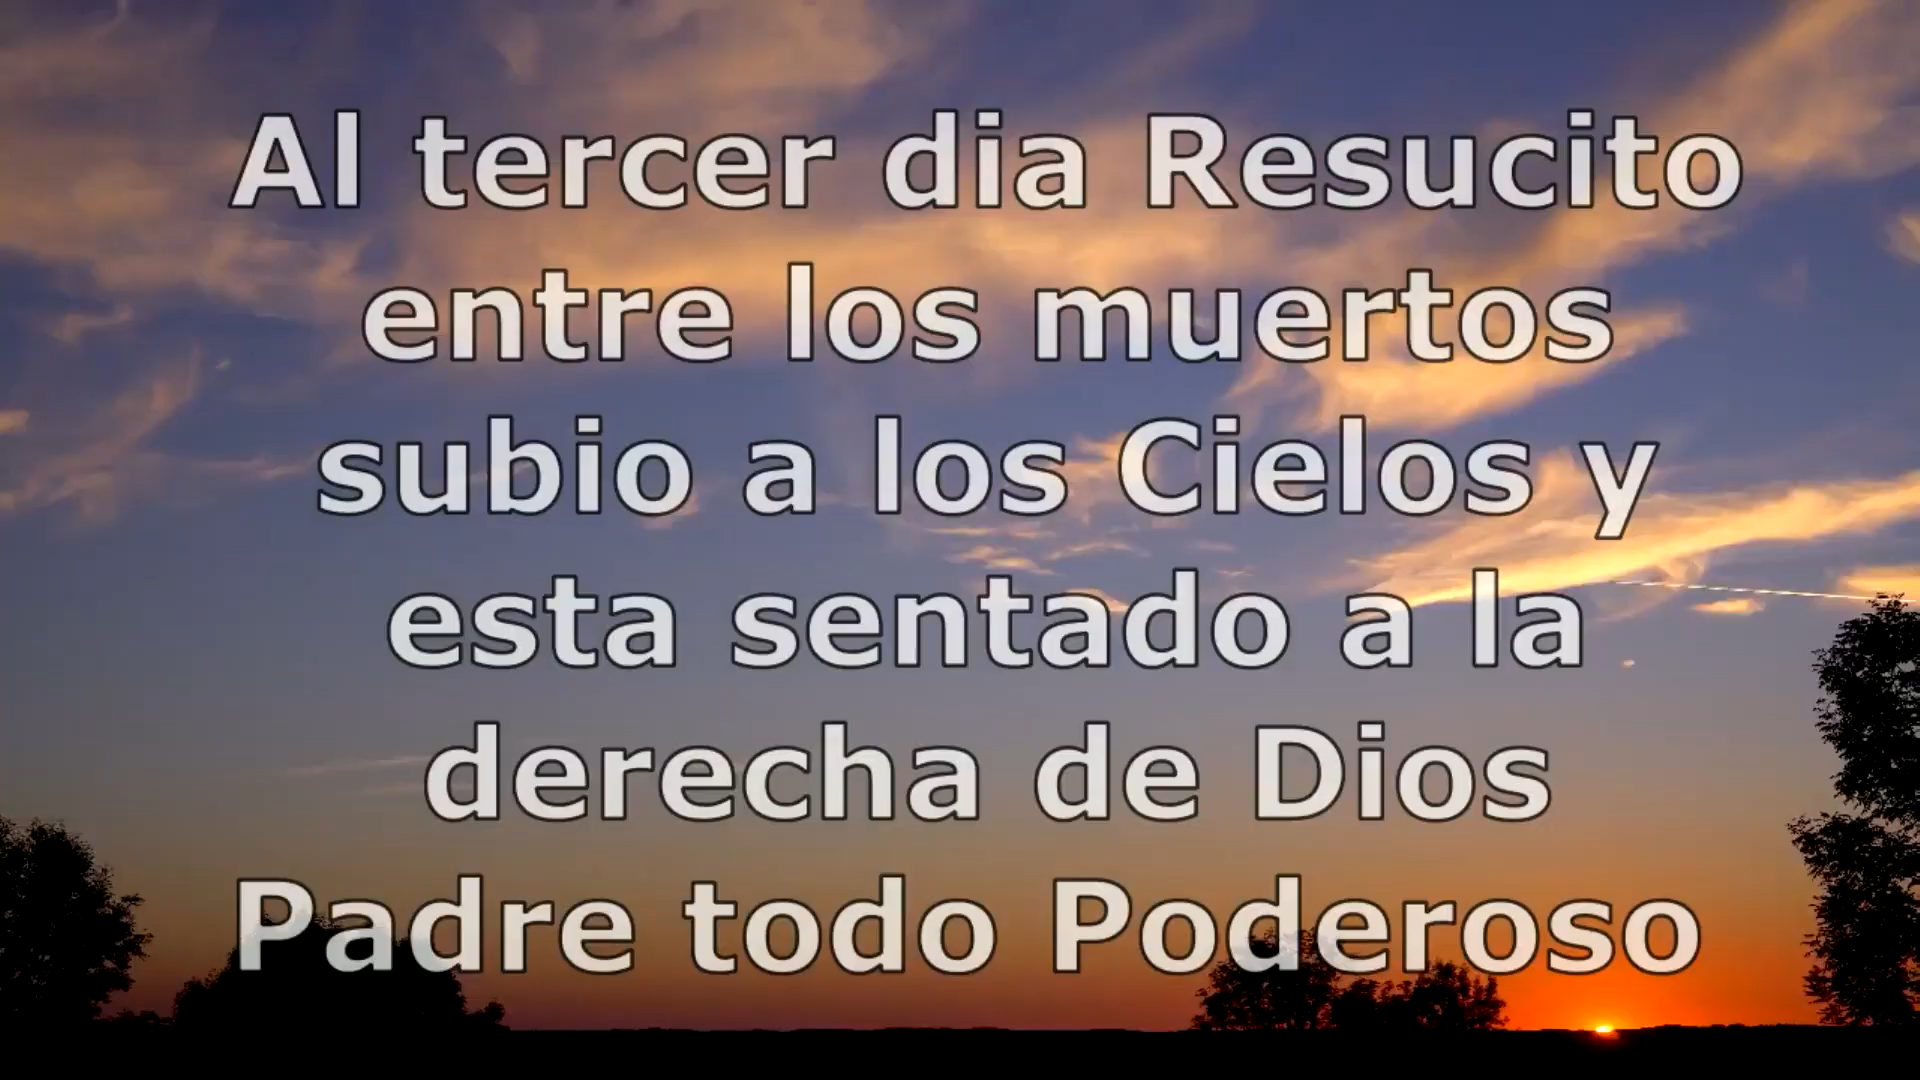 Al tercer dia Resucito
entre los muertos
subio a los Cielos y
esta sentado a la
derecha de Dios
Padre todo Poderoso